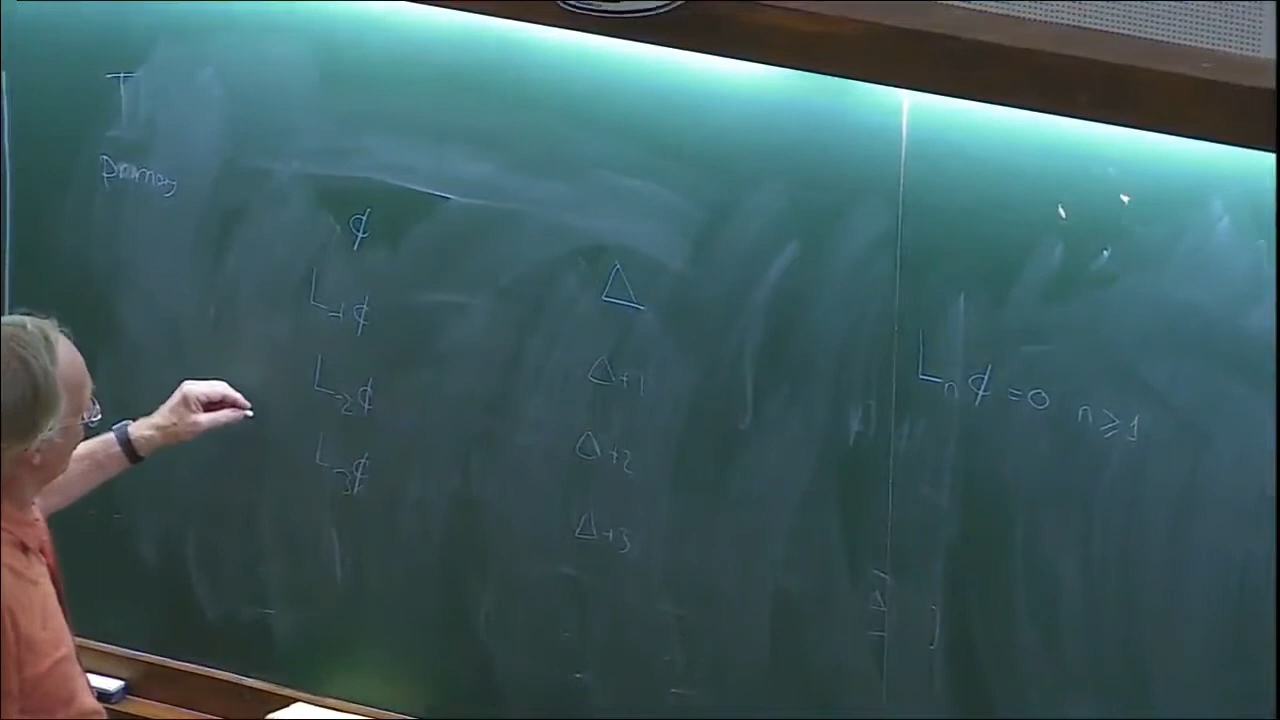 T
Primary
ϕ
Δ
L₋₁ϕ
Δ+1
L₋₂ϕ
Δ+2
L₋₃ϕ
Δ+3
Lₙϕ = 0 n ⩾ 1